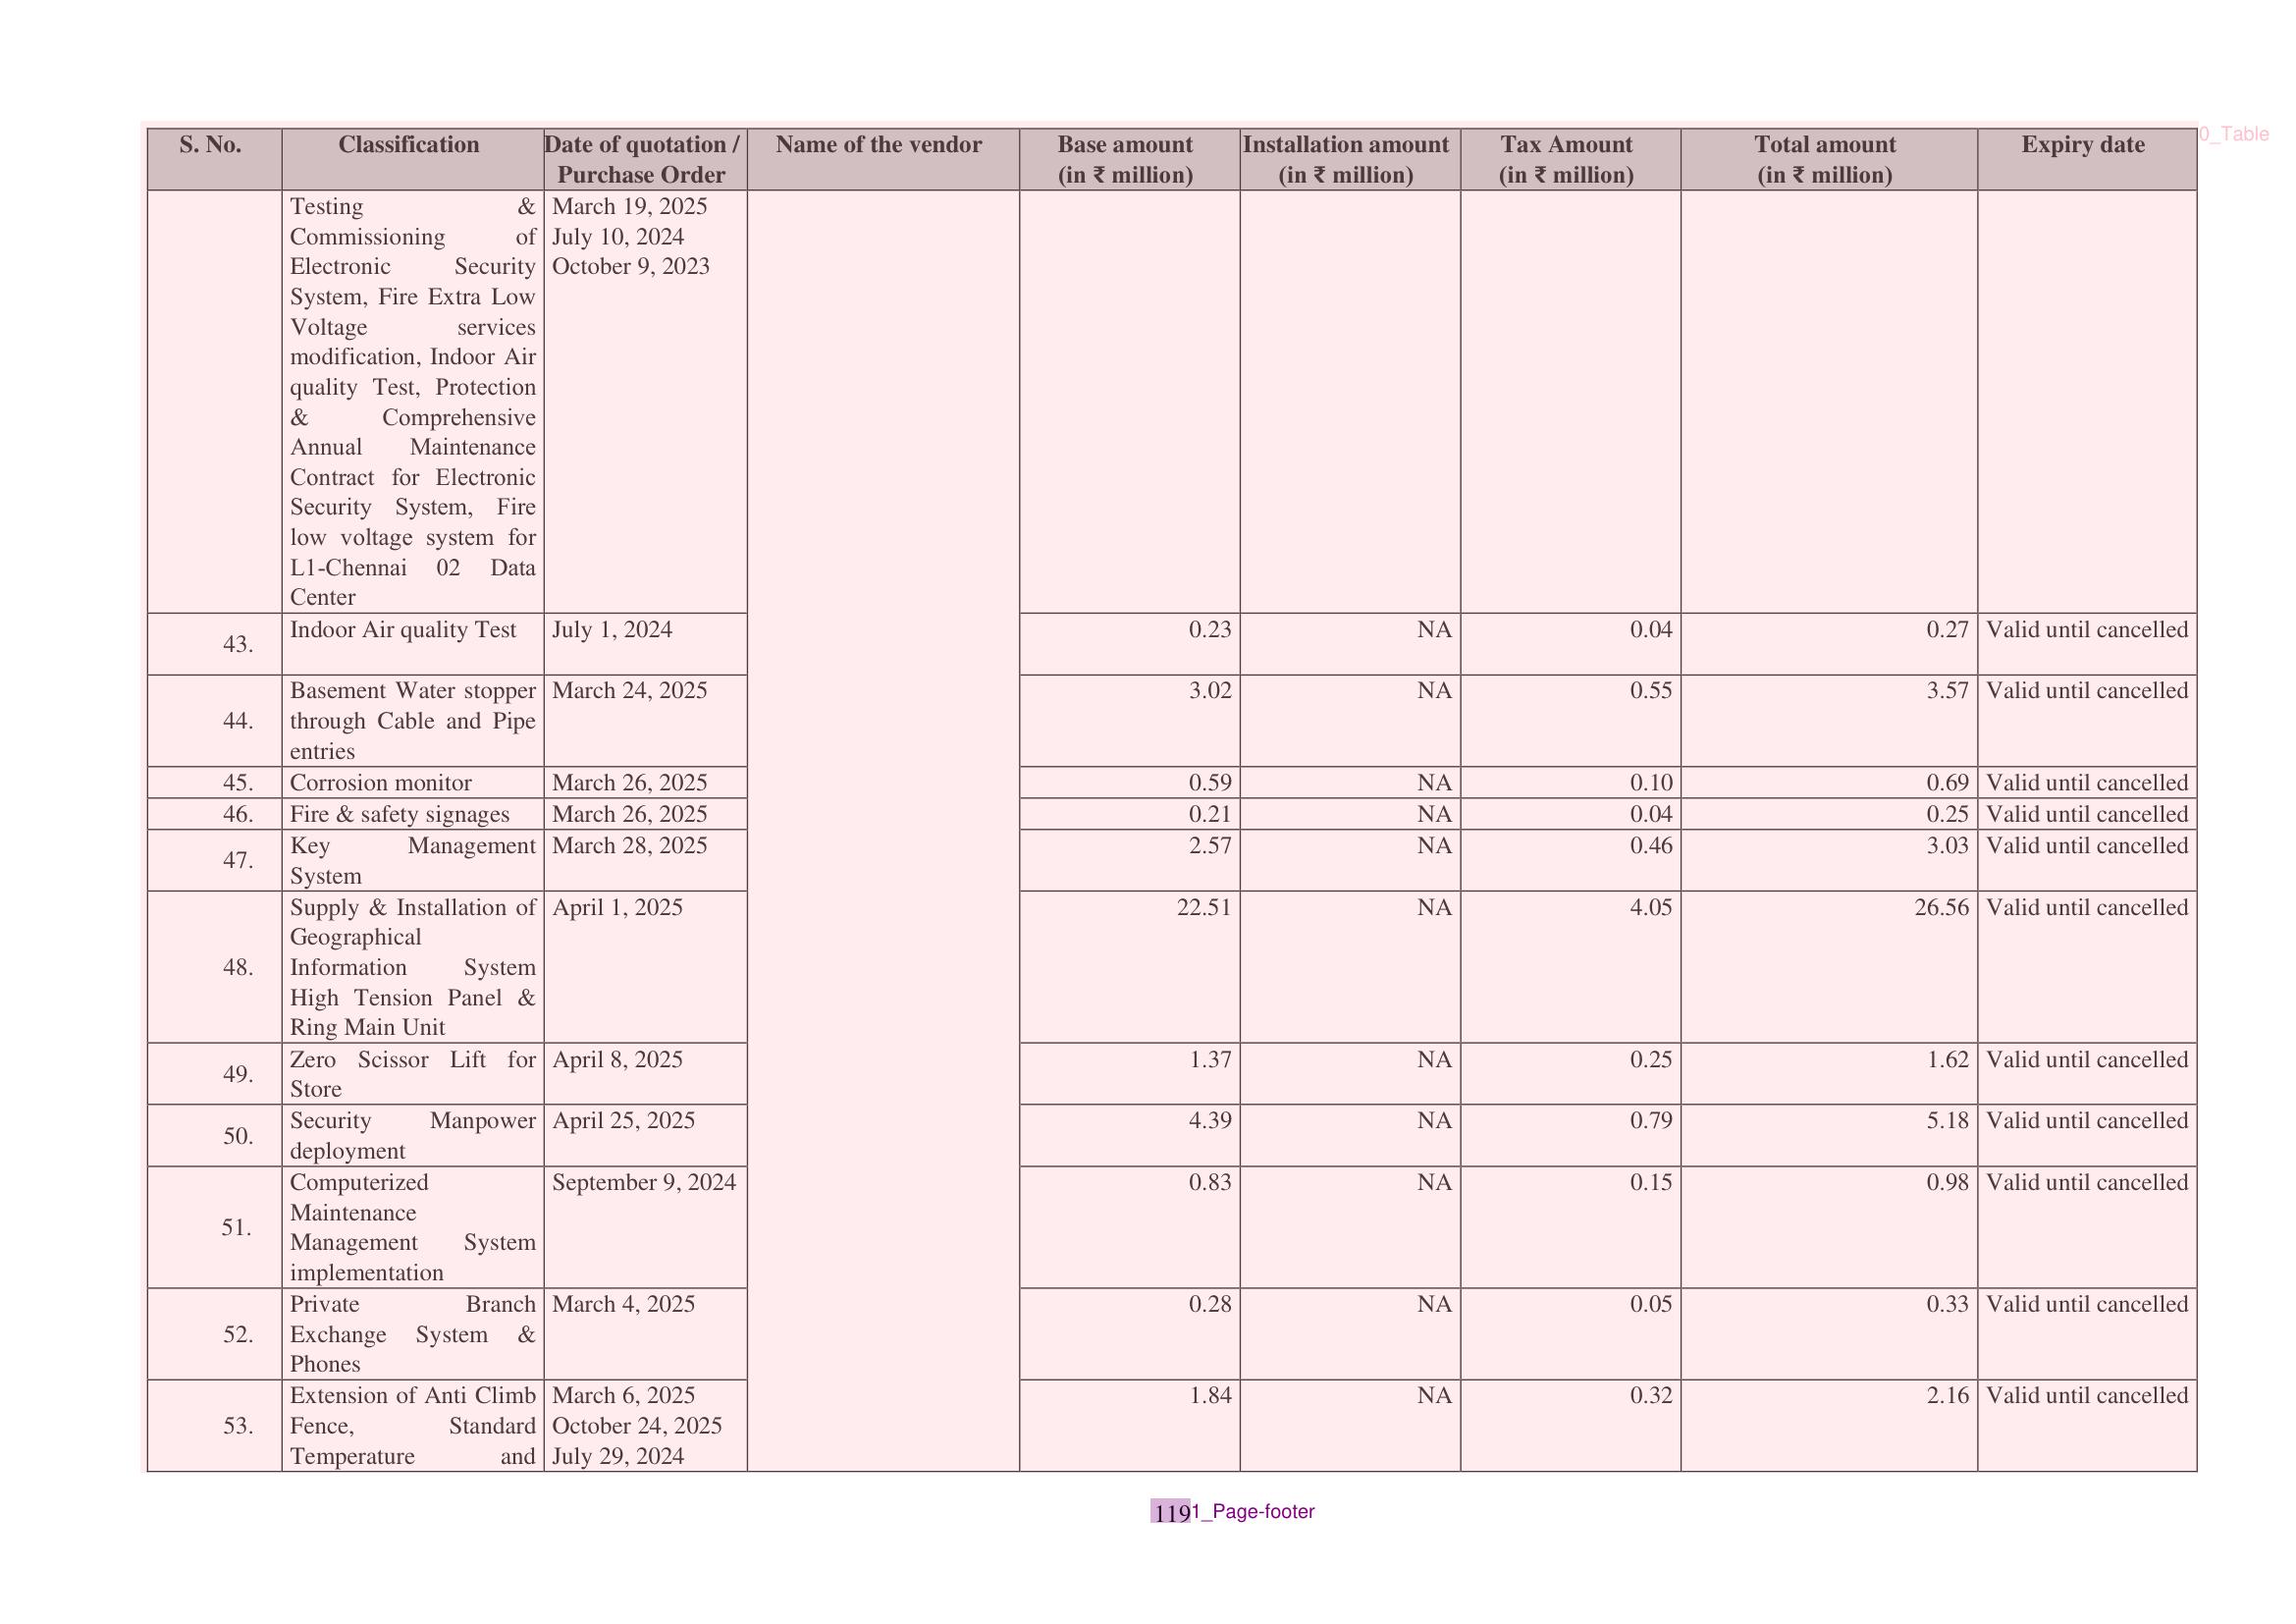 S. No. Classification Date of quotation / Purchase Order Name of the vendor Base amount (in ₹ million) Installation amount (in ₹ million) Tax Amount (in ₹ million) Total amount (in ₹ million) Expiry date
0_Table
Testing & March 19, 2025
Commissioning of July 10, 2024
Electronic Security October 9, 2023
System, Fire Extra Low
Voltage services
modification, Indoor Air
quality Test, Protection
& Comprehensive
Annual Maintenance
Contract for Electronic
Security System, Fire
low voltage system for
L1-Chennai 02 Data
Center
43. Indoor Air quality Test July 1, 2024 0.23 NA 0.04 0.27 Valid until cancelled
44. Basement Water stopper March 24, 2025 3.02 NA 0.55 3.57 Valid until cancelled
through Cable and Pipe
entries
45. Corrosion monitor March 26, 2025 0.59 NA 0.10 0.69 Valid until cancelled
46. Fire & safety signages March 26, 2025 0.21 NA 0.04 0.25 Valid until cancelled
47. Key Management March 28, 2025 2.57 NA 0.46 3.03 Valid until cancelled
System
48. Supply & Installation of April 1, 2025 22.51 NA 4.05 26.56 Valid until cancelled
Geographical
Information System
High Tension Panel &
Ring Main Unit
49. Zero Scissor Lift for April 8, 2025 1.37 NA 0.25 1.62 Valid until cancelled
Store
50. Security Manpower April 25, 2025 4.39 NA 0.79 5.18 Valid until cancelled
deployment
51. Computerized September 9, 2024 0.83 NA 0.15 0.98 Valid until cancelled
Maintenance
Management System
implementation
52. Private Branch March 4, 2025 0.28 NA 0.05 0.33 Valid until cancelled
Exchange System &
Phones
53. Extension of Anti Climb March 6, 2025 1.84 NA 0.32 2.16 Valid until cancelled
Fence, Standard October 24, 2025
Temperature and July 29, 2024
119 1_Page-footer